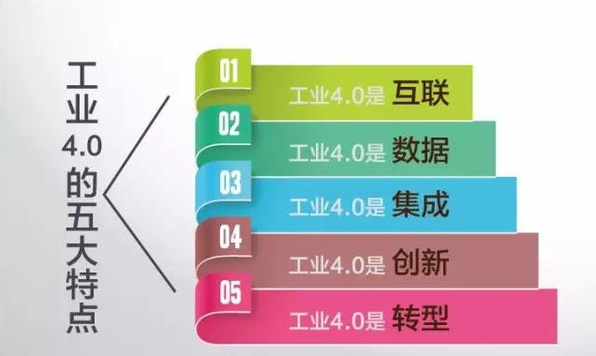 工业4.0的五大特点
01
工业4.0是 互联
02
工业4.0是 数据
03
工业4.0是 集成
04
工业4.0是 创新
05
工业4.0是 转型